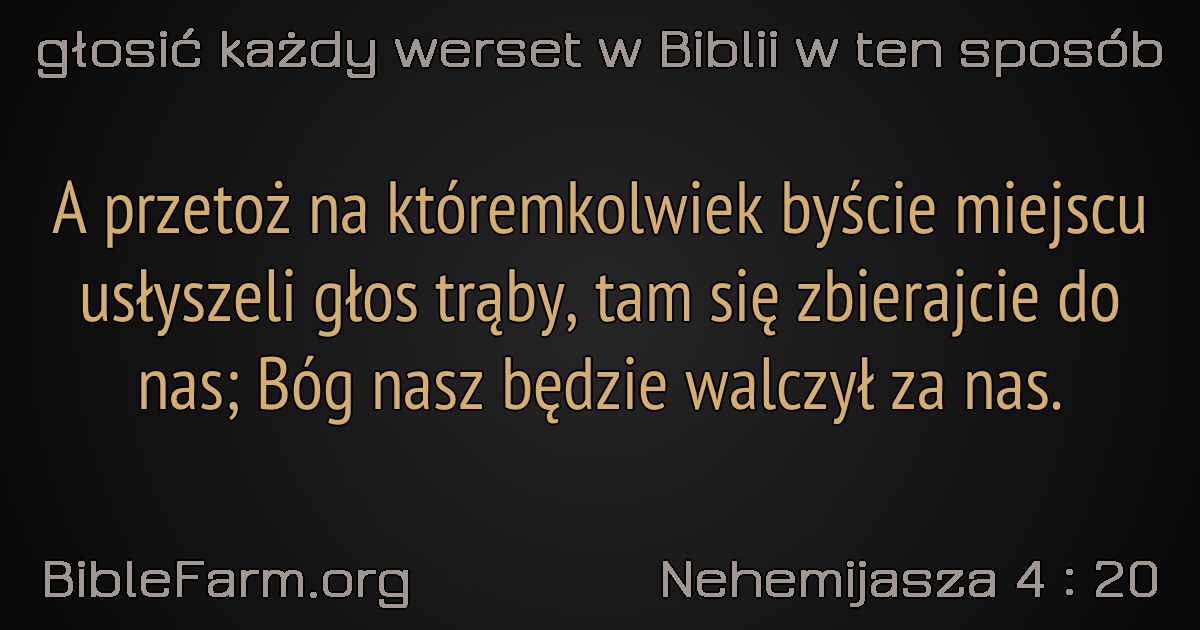 głosić każdy werset w Biblii w ten sposób
A przetoż na któremkolwiek byście miejscu
usłyszeli głos trąby, tam się zbierajcie do
nas; Bóg nasz będzie walczył za nas.
BibleFarm.org
Nehemijasza 4 : 20